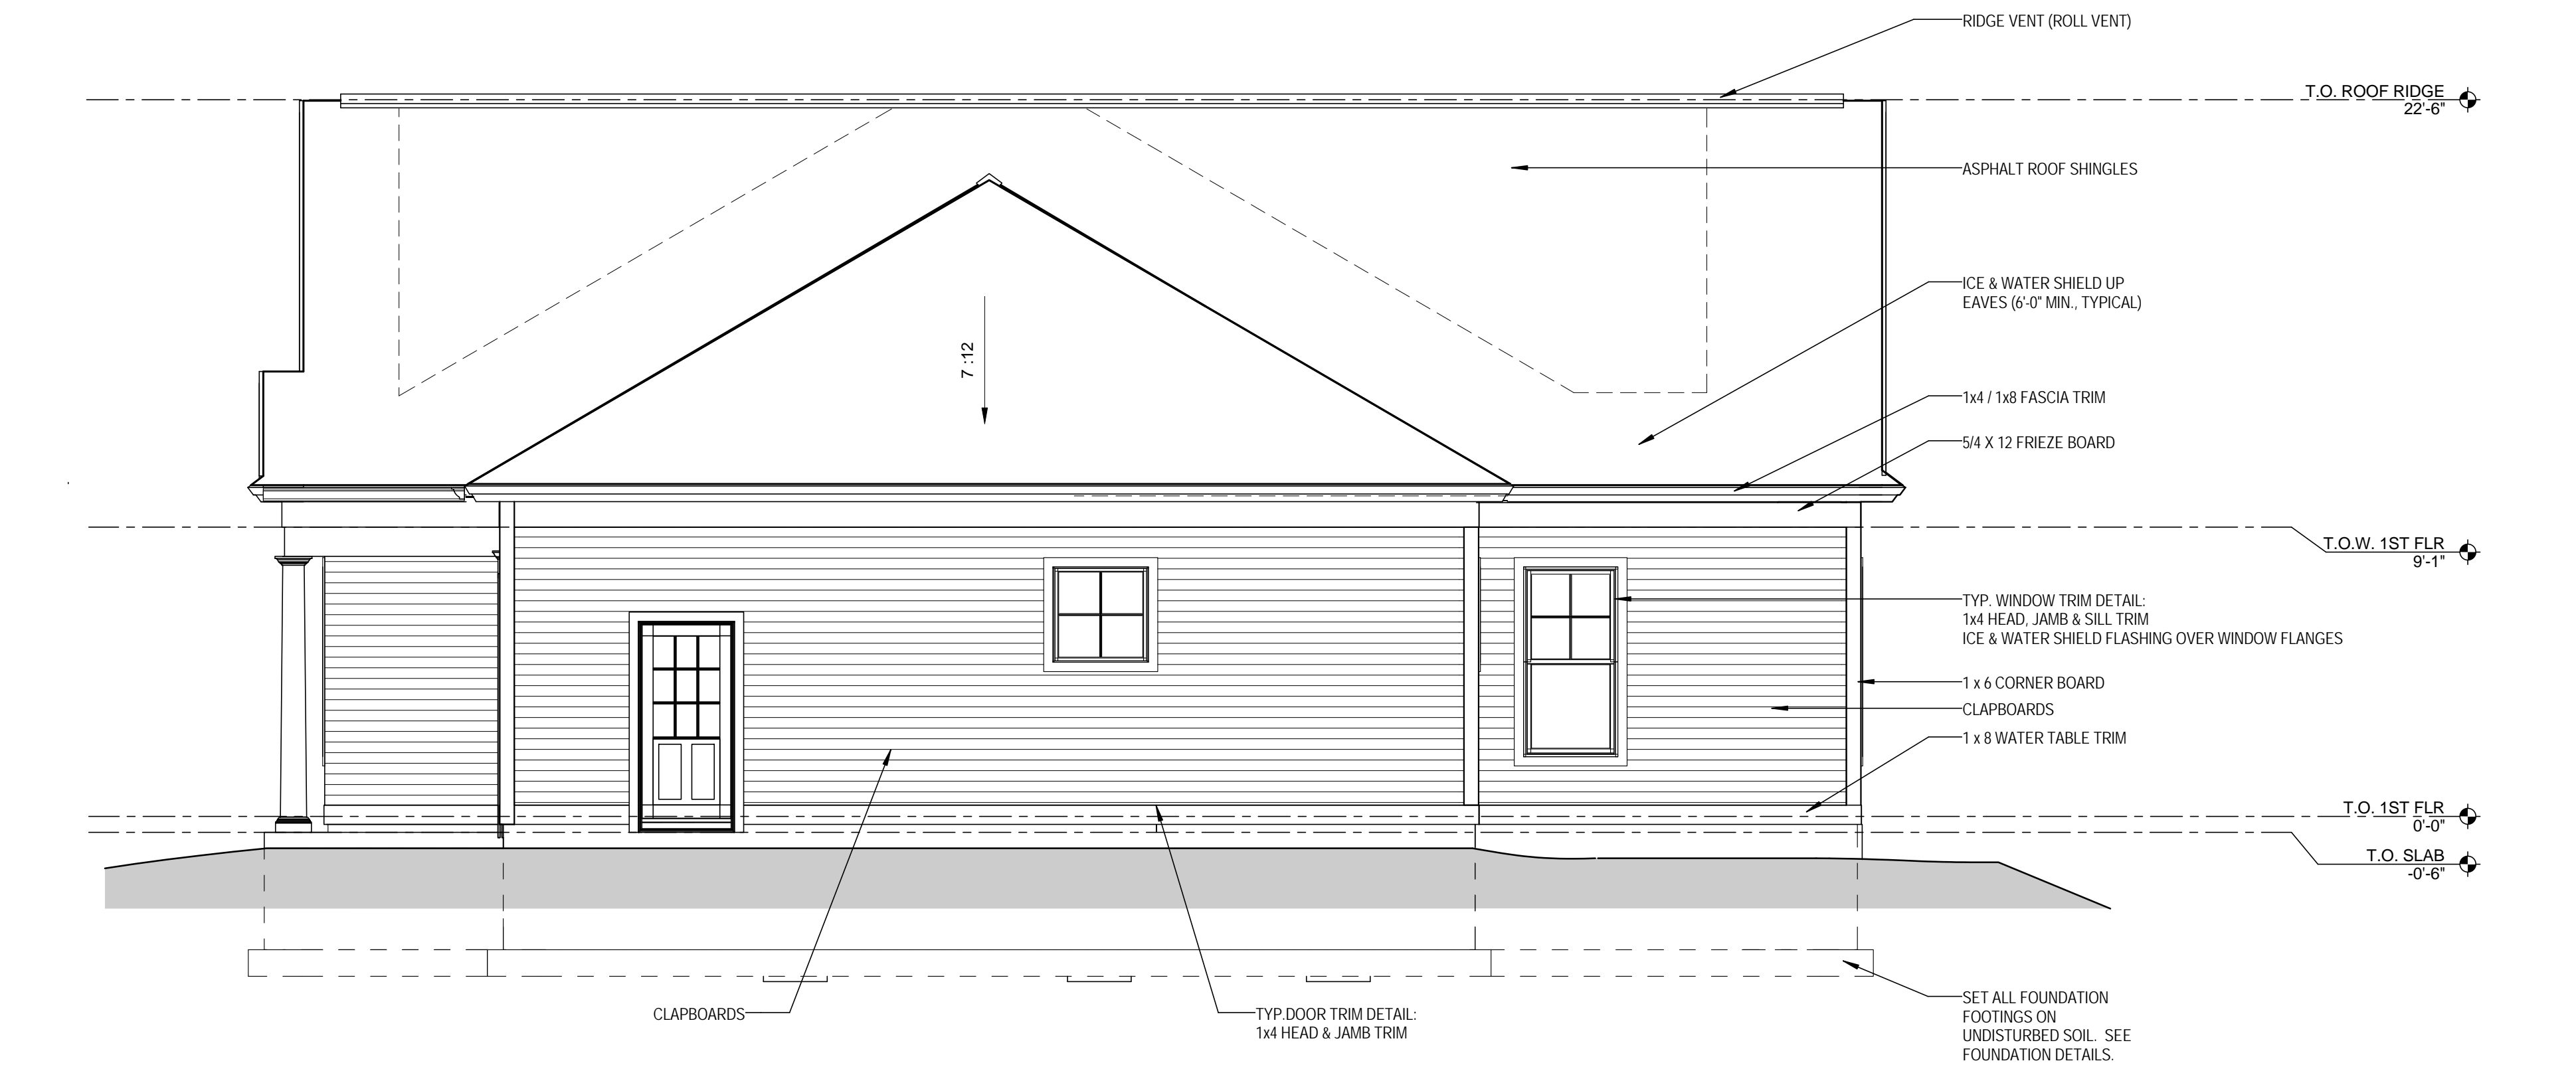 RIDGE VENT (ROLL VENT)
T.O. ROOF RIDGE
22'-6"
ASPHALT ROOF SHINGLES
ICE & WATER SHIELD UP
EAVES (6'-0" MIN., TYPICAL)
7 :12
1x4 / 1x8 FASCIA TRIM
5/4 X 12 FRIEZE BOARD
T.O.W. 1ST FLR
9'-1"
TYP. WINDOW TRIM DETAIL:
1x4 HEAD, JAMB & SILL TRIM
ICE & WATER SHIELD FLASHING OVER WINDOW FLANGES
1 x 6 CORNER BOARD
CLAPBOARDS
1 x 8 WATER TABLE TRIM
T.O. 1ST FLR
0'-0"
T.O. SLAB
-0'-6"
CLAPBOARDS
TYP.DOOR TRIM DETAIL:
1x4 HEAD & JAMB TRIM
SET ALL FOUNDATION
FOOTINGS ON
UNDISTURBED SOIL.  SEE
FOUNDATION DETAILS.